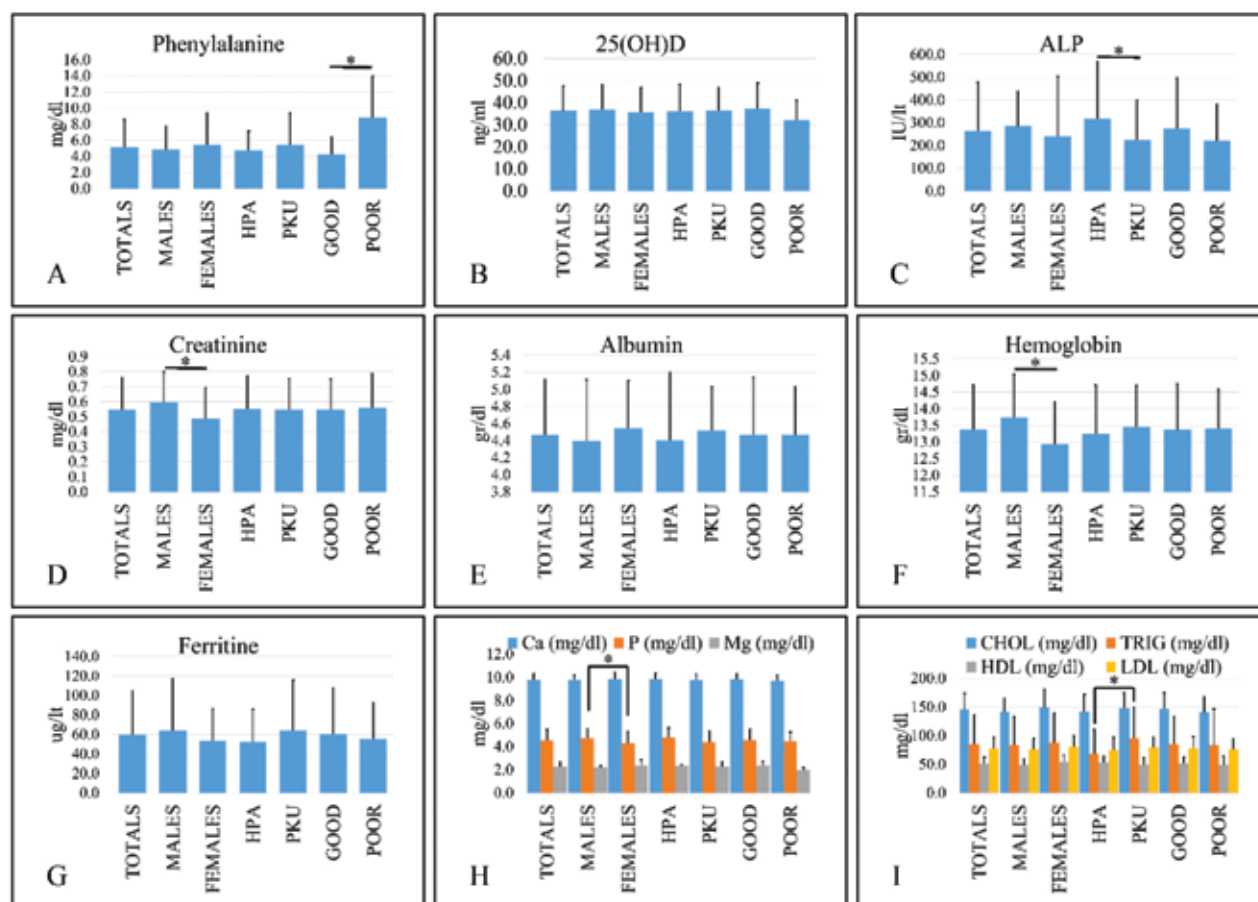 Phenylalanine
16.0
14.0
12.0
10.0
8.0
6.0
4.0
2.0
0.0
mg/dl
*
TOTALS
MALES
FEMALES
HPA
PKU
GOOD
POOR
A
25(OH)D
60.0
50.0
40.0
30.0
20.0
10.0
0.0
ng/ml
TOTALS
MALES
FEMALES
HPA
PKU
GOOD
POOR
B
ALP
600.0
500.0
400.0
300.0
200.0
100.0
0.0
IU/lt
*
TOTALS
MALES
FEMALES
HPA
PKU
GOOD
POOR
C
Creatinine
0.9
0.8
0.7
0.6
0.5
0.4
0.3
0.2
0.1
0.0
mg/dl
*
TOTALS
MALES
FEMALES
HPA
PKU
GOOD
POOR
D
Albumin
5.4
5.2
5.0
4.8
4.6
4.4
4.2
4.0
3.8
gr/dl
TOTALS
MALES
FEMALES
HPA
PKU
GOOD
POOR
E
Hemoglobin
15.5
15.0
14.5
14.0
13.5
13.0
12.5
12.0
11.5
gr/dl
*
TOTALS
MALES
FEMALES
HPA
PKU
GOOD
POOR
F
Ferritine
140.0
120.0
100.0
80.0
60.0
40.0
20.0
0.0
ug/lt
TOTALS
MALES
FEMALES
HPA
PKU
GOOD
POOR
G
Ca (mg/dl) P (mg/dl) Mg (mg/dl)
12.0
10.0
8.0
6.0
4.0
2.0
0.0
mg/dl
*
TOTALS
MALES
FEMALES
HPA
PKU
GOOD
POOR
H
CHOL (mg/dl) TRIG (mg/dl)
HDL (mg/dl) LDL (mg/dl)
200.0
150.0
100.0
50.0
0.0
mg/dl
*
TOTALS
MALES
FEMALES
HPA
PKU
GOOD
POOR
I